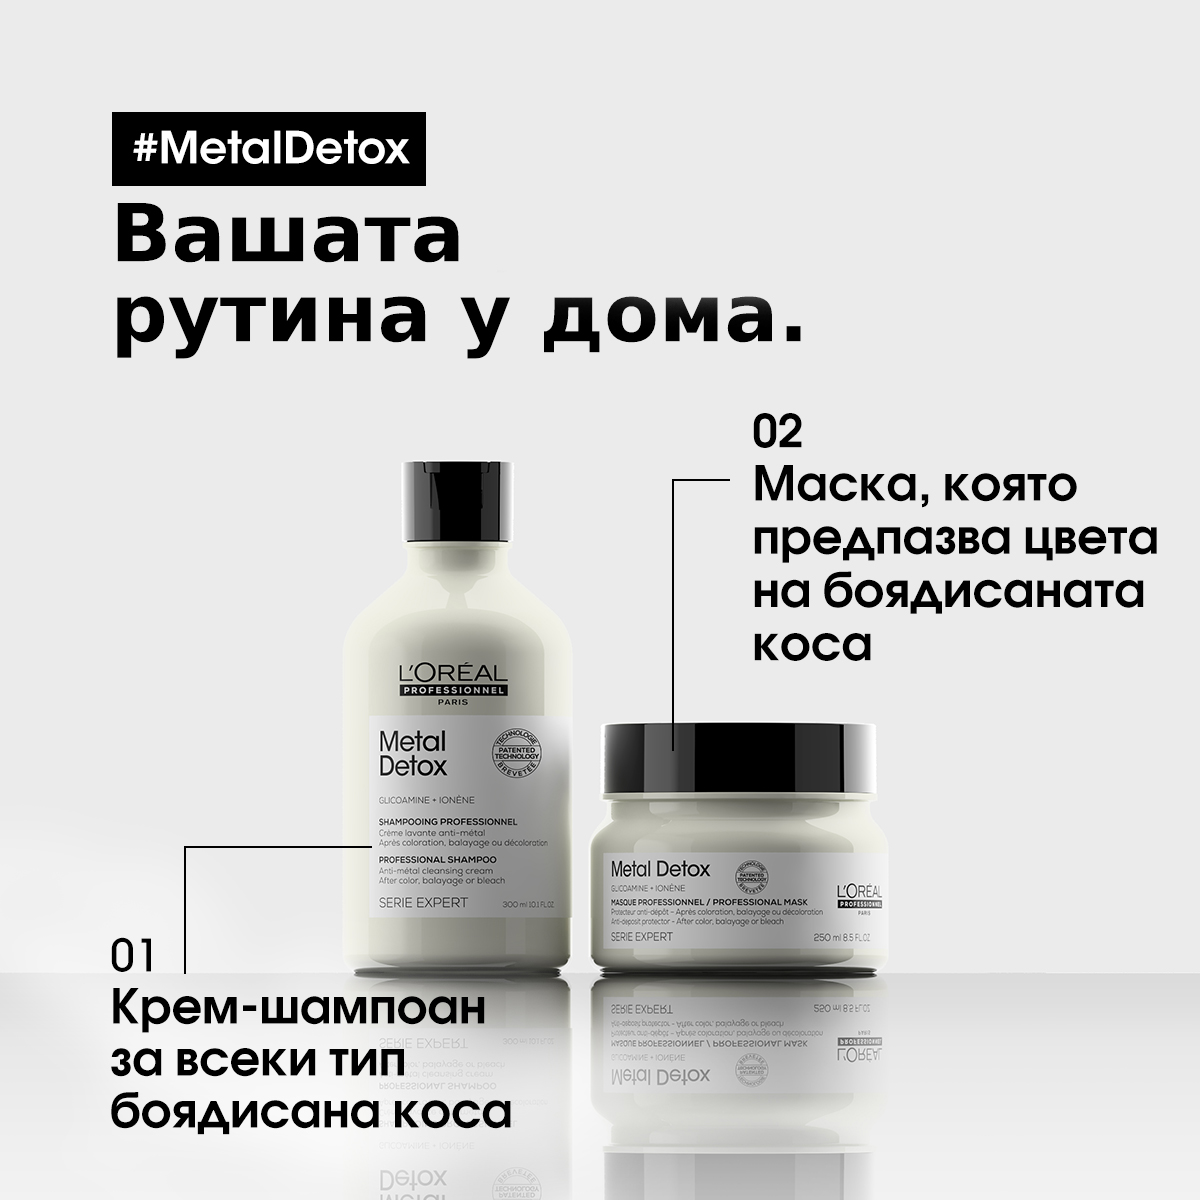 #MetalDetox
Вашата
рутина у дома.
02
Маска, която
предпазва цвета
на боядисаната
коса
L'ORÉAL
PROFESSIONNEL
PARIS
Metal
Detox
TECHNOLOGIE
PATENTED
TECHNOLOGY
BREVETÉE
GLICOAMINE + IONÈNE
SHAMPOOING PROFESSIONNEL
Crème lavante anti-métal
Après coloration, balayage ou décoloration
PROFESSIONAL SHAMPOO
Anti-métal cleansing cream
After color, balayage or bleach
SERIE EXPERT
300 ml 10.1 FL.OZ.
Metal Detox
TECHNOLOGIE
PATENTED
TECHNOLOGY
BREVETÉE
GLICOAMINE + IONÈNE
MASQUE PROFESSIONNEL / PROFESSIONAL MASK
Protecteur anti-dépôt - Après coloration, balayage ou décoloration
Anti-deposit protector - After color, balayage or bleach
SERIE EXPERT
250 ml 8.5 FL.OZ.
L'ORÉAL
PROFESSIONNEL
PARIS
01
Крем-шампоан
за всеки тип
боядисана коса